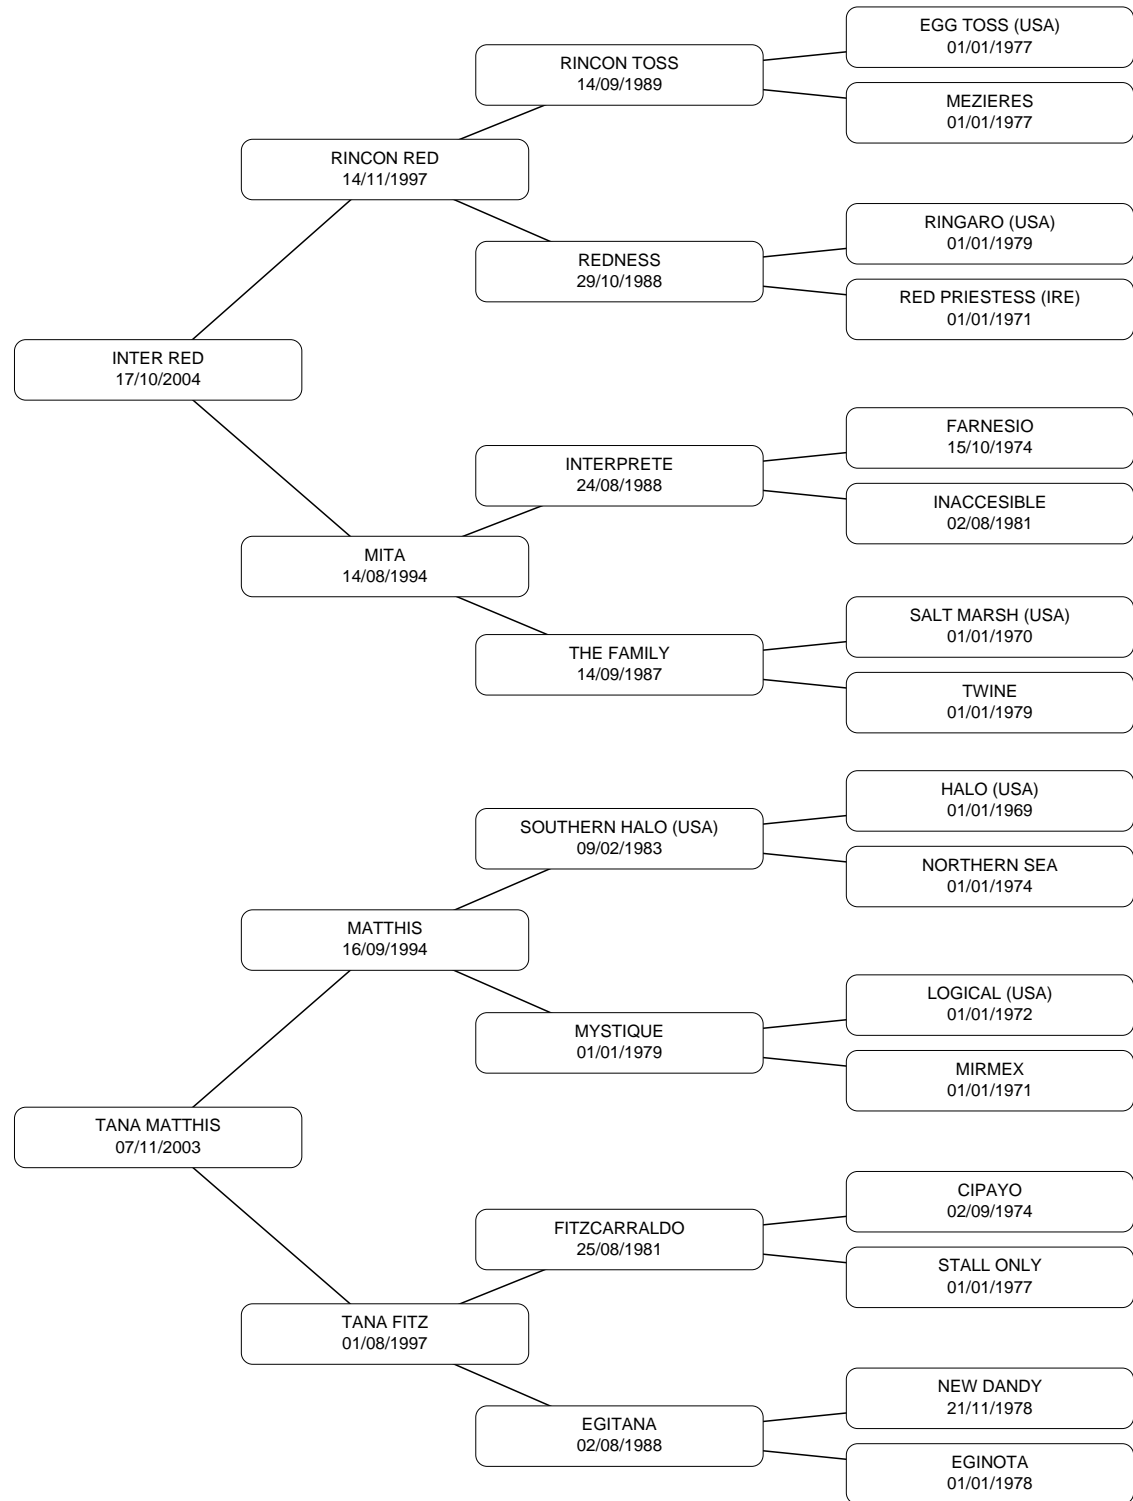 EGG TOSS (USA)
01/01/1977
RINCON TOSS
14/09/1989
MEZIERES
01/01/1977
RINCON RED
14/11/1997
RINGARO (USA)
01/01/1979
REDNESS
29/10/1988
RED PRIESTESS (IRE)
01/01/1971
INTER RED
17/10/2004
FARNESIO
15/10/1974
INTERPRETE
24/08/1988
INACCESIBLE
02/08/1981
MITA
14/08/1994
SALT MARSH (USA)
01/01/1970
THE FAMILY
14/09/1987
TWINE
01/01/1979
HALO (USA)
01/01/1969
SOUTHERN HALO (USA)
09/02/1983
NORTHERN SEA
01/01/1974
MATTHIS
16/09/1994
LOGICAL (USA)
01/01/1972
MYSTIQUE
01/01/1979
MIRMEX
01/01/1971
TANA MATTHIS
07/11/2003
CIPAYO
02/09/1974
FITZCARRALDO
25/08/1981
STALL ONLY
01/01/1977
TANA FITZ
01/08/1997
NEW DANDY
21/11/1978
EGITANA
02/08/1988
EGINOTA
01/01/1978